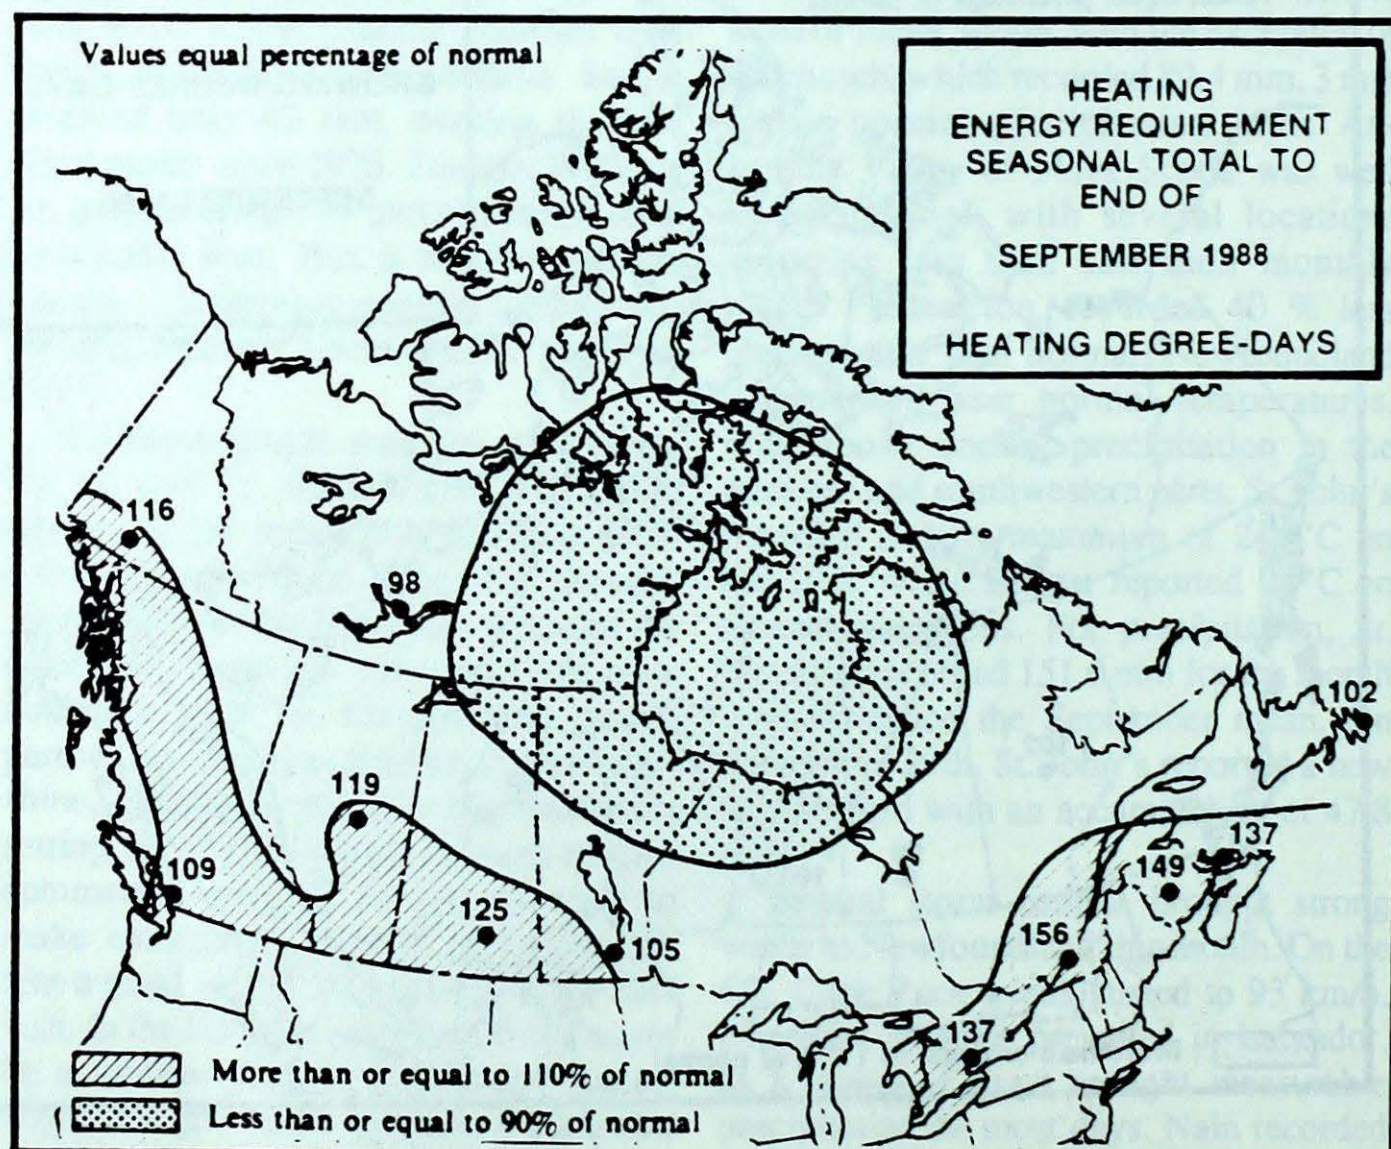 Values equal percentage of normal
HEATING
ENERGY REQUIREMENT
SEASONAL TOTAL TO
END OF
SEPTEMBER 1988
HEATING DEGREE-DAYS
116
98
102
119
137
149
109
125
156
105
137
More than or equal to 110% of normal
Less than or equal to 90% of normal